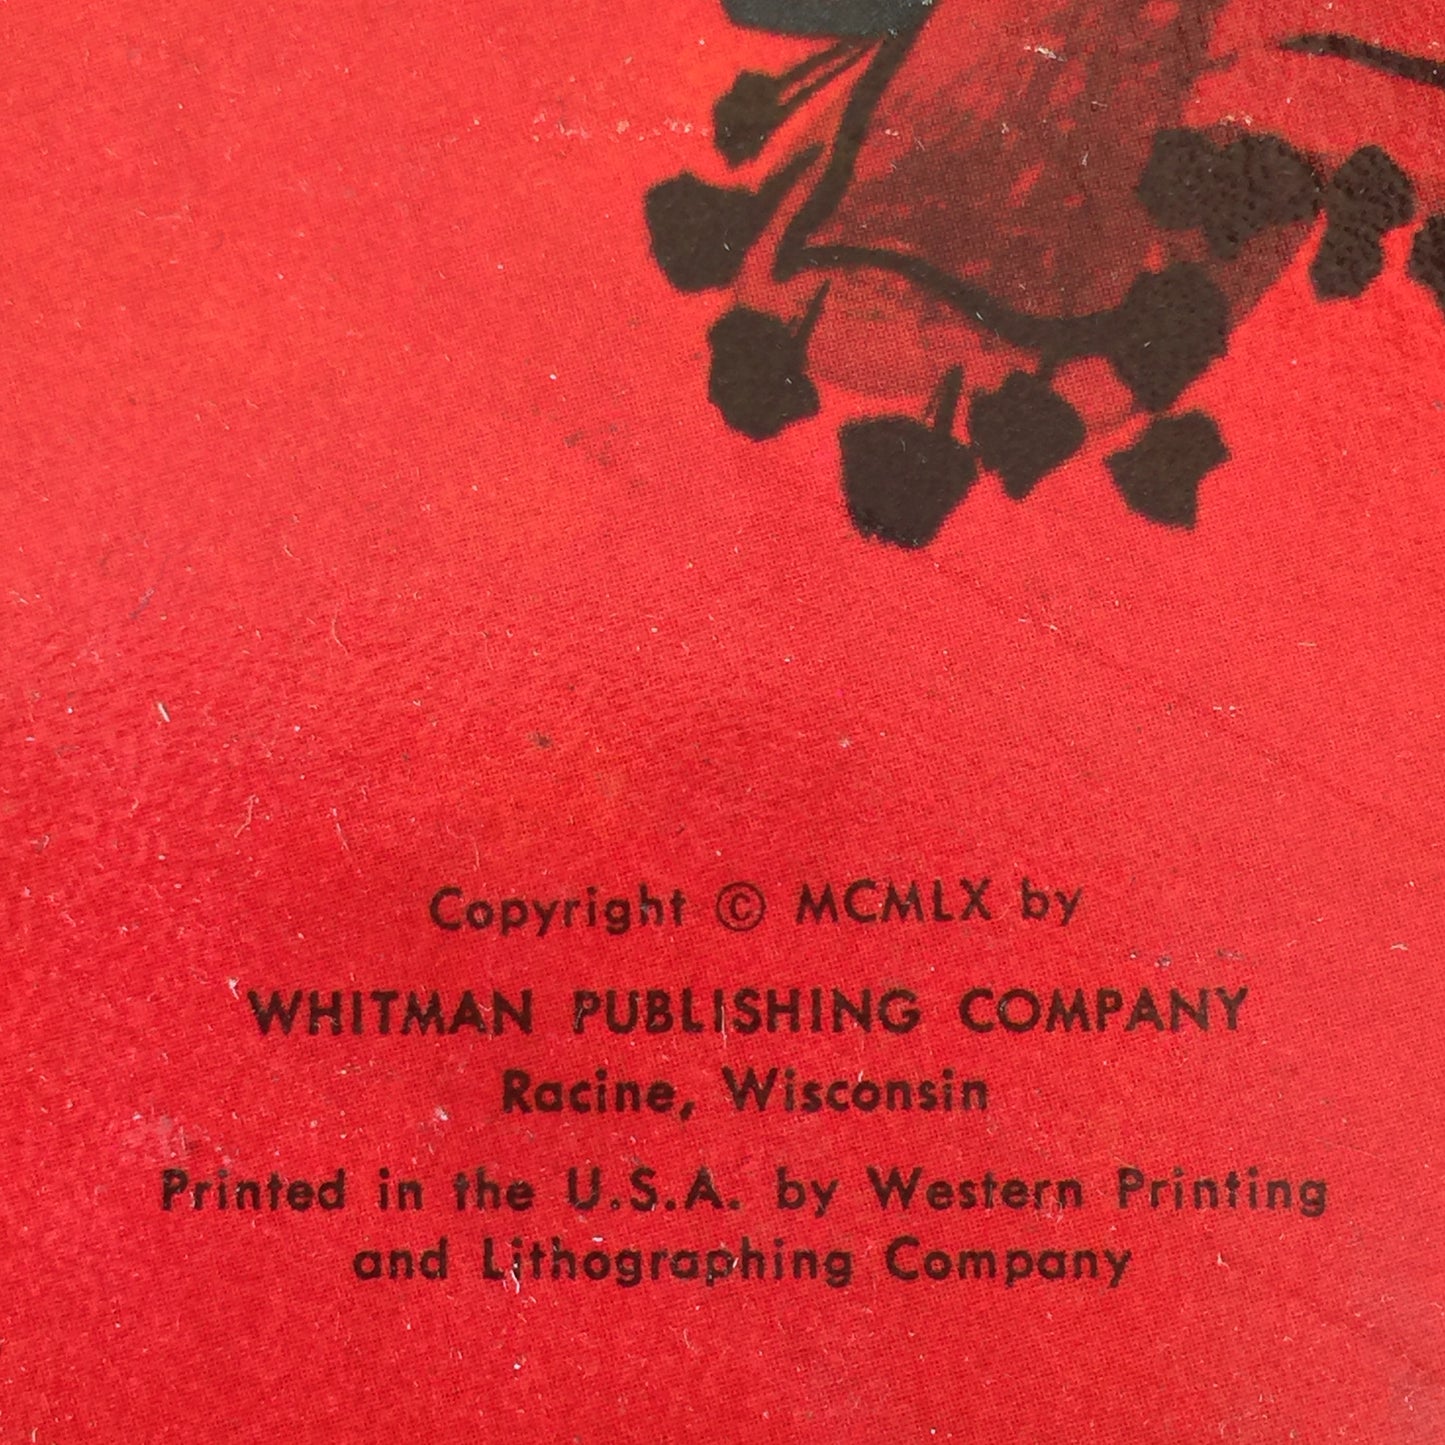 Copyright © MCMLX by
WHITMAN PUBLISHING COMPANY
Racine, Wisconsin
Printed in the U.S.A. by Western Printing
and Lithographing Company